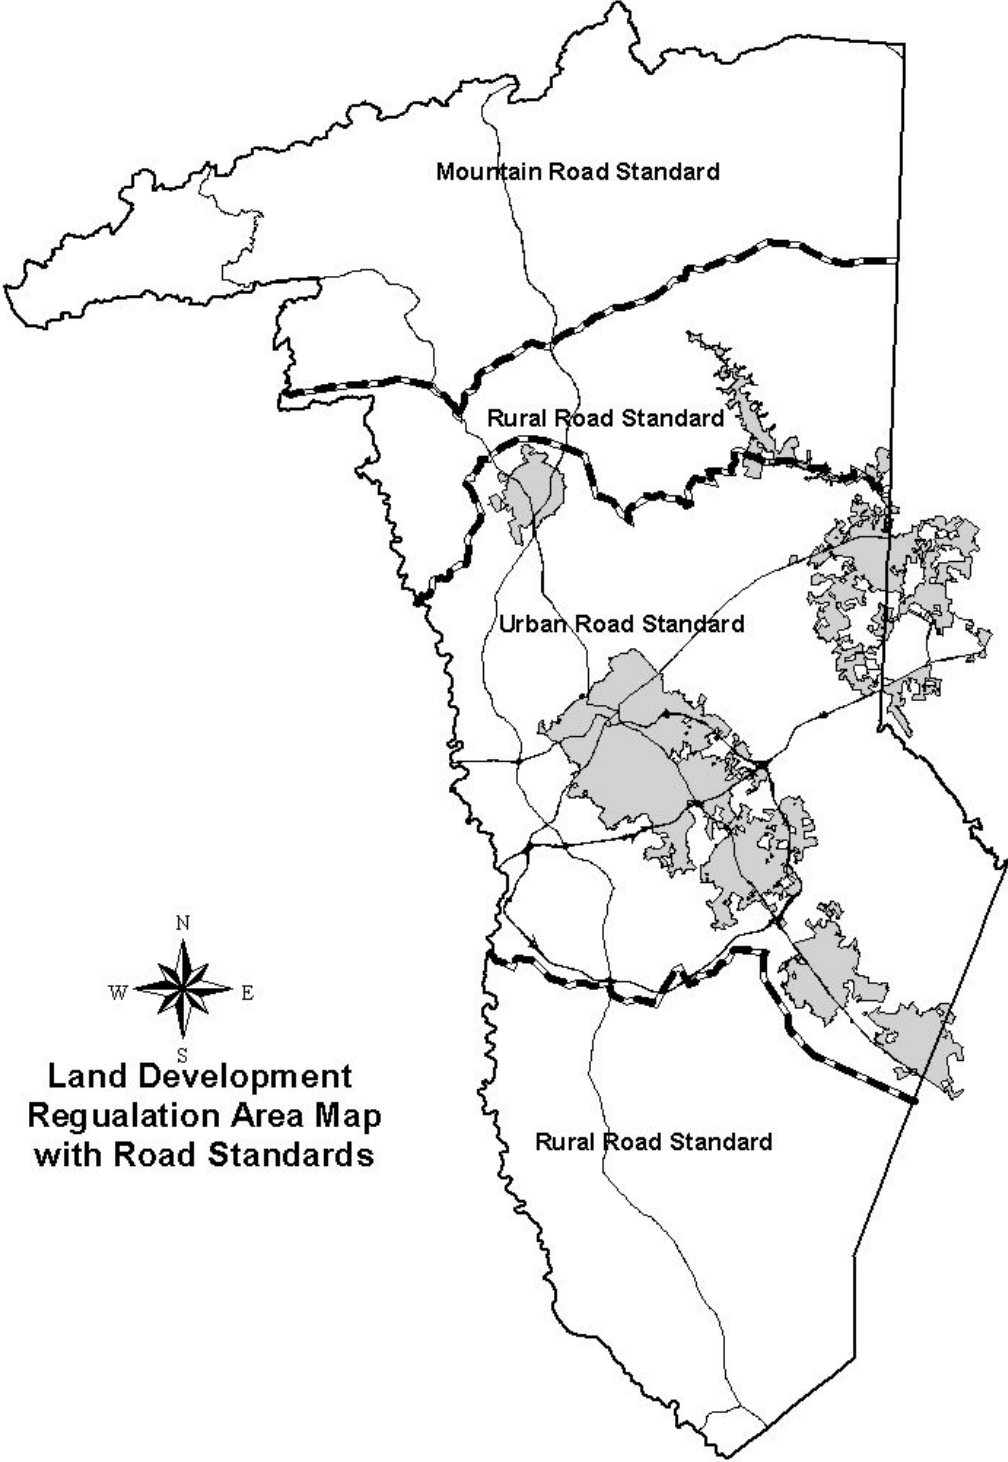 Mountain Road Standard
Rural Road Standard
Urban Road Standard
N
W E
S
Land Development
Regualation Area Map
with Road Standards
Rural Road Standard